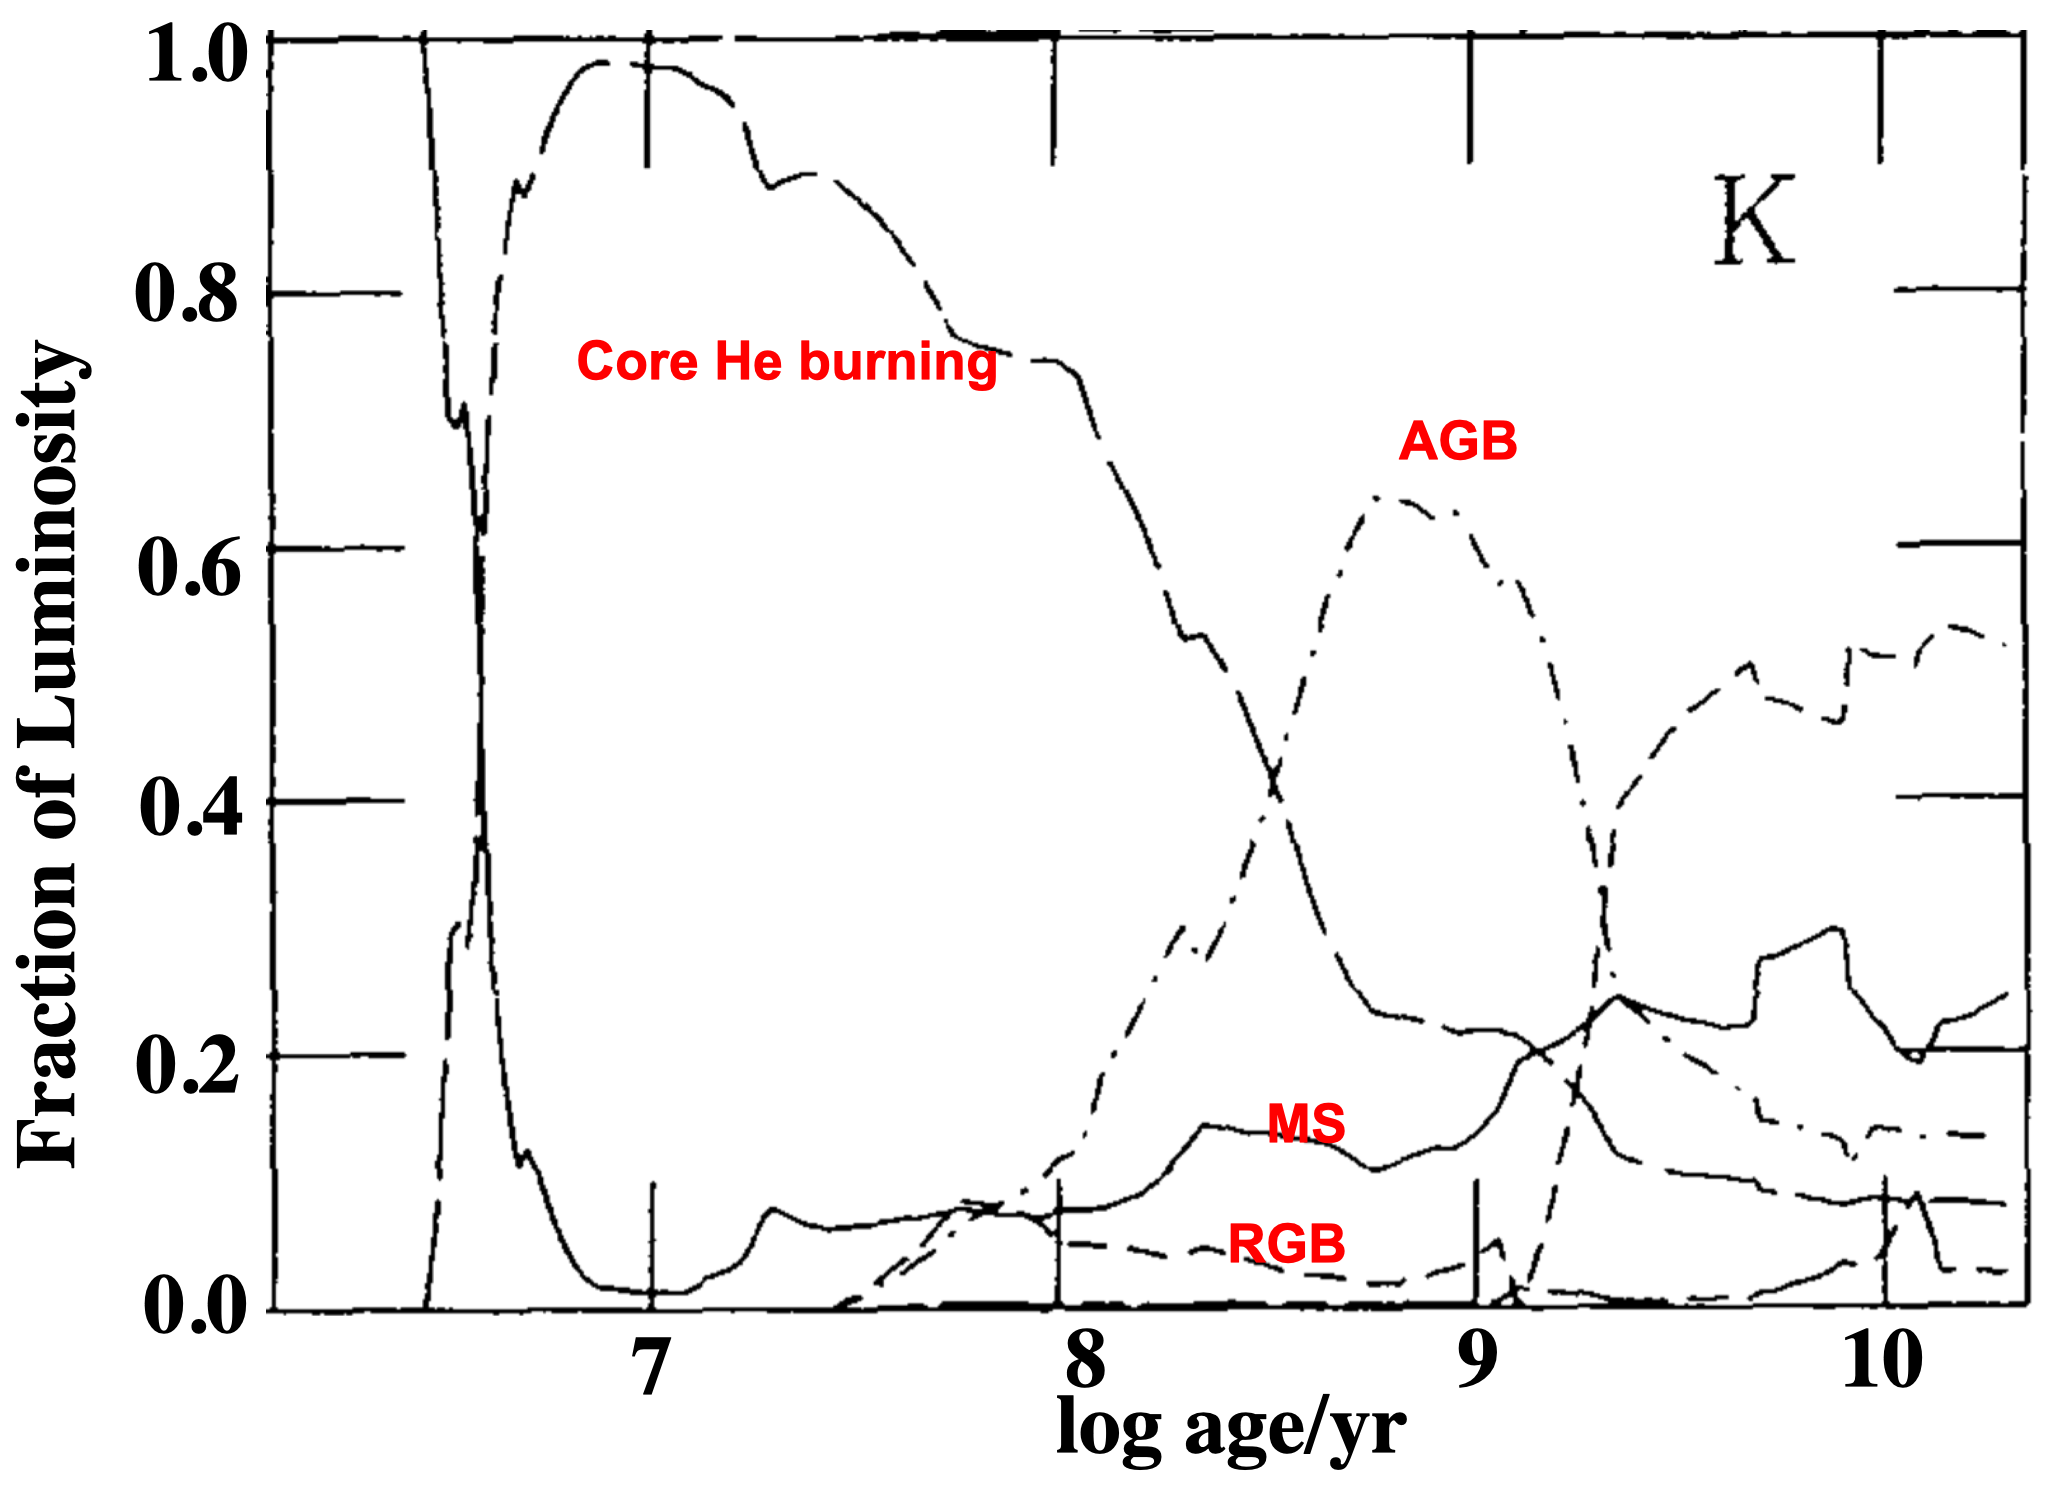 1.0
K
0.8
Core He burning
AGB
0.6
Fraction of Luminosity
0.4
0.2
MS
RGB
0.0
7 8 9 10
log age/yr